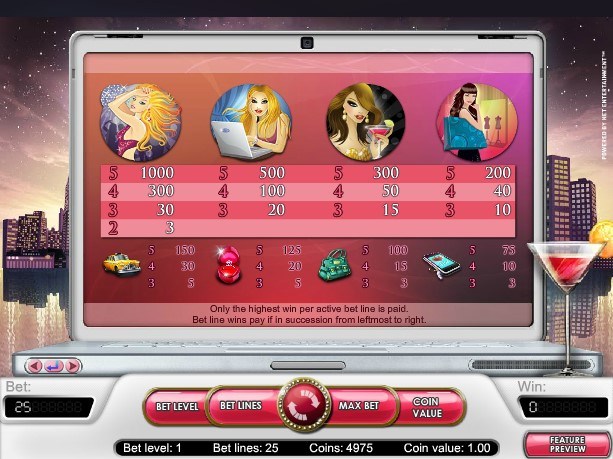 POWERED BY NET ENTERTAINMENT™
5 1000 5 500 5 300 5 200
4 300 4 100 4 50 4 40
3 30 3 20 3 15 3 10
2 3
5 150 5 125 5 100 5 75
4 30 4 20 4 15 4 10
3 5 3 5 3 3 3 3
Only the highest win per active bet line is paid.
Bet line wins pay if in succession from leftmost to right.
Bet: Win:
25 0
BET LEVEL BET LINES MAX BET COIN VALUE
Bet level: 1 Bet lines: 25 Coins: 4975 Coin value: 1.00
FEATURE PREVIEW